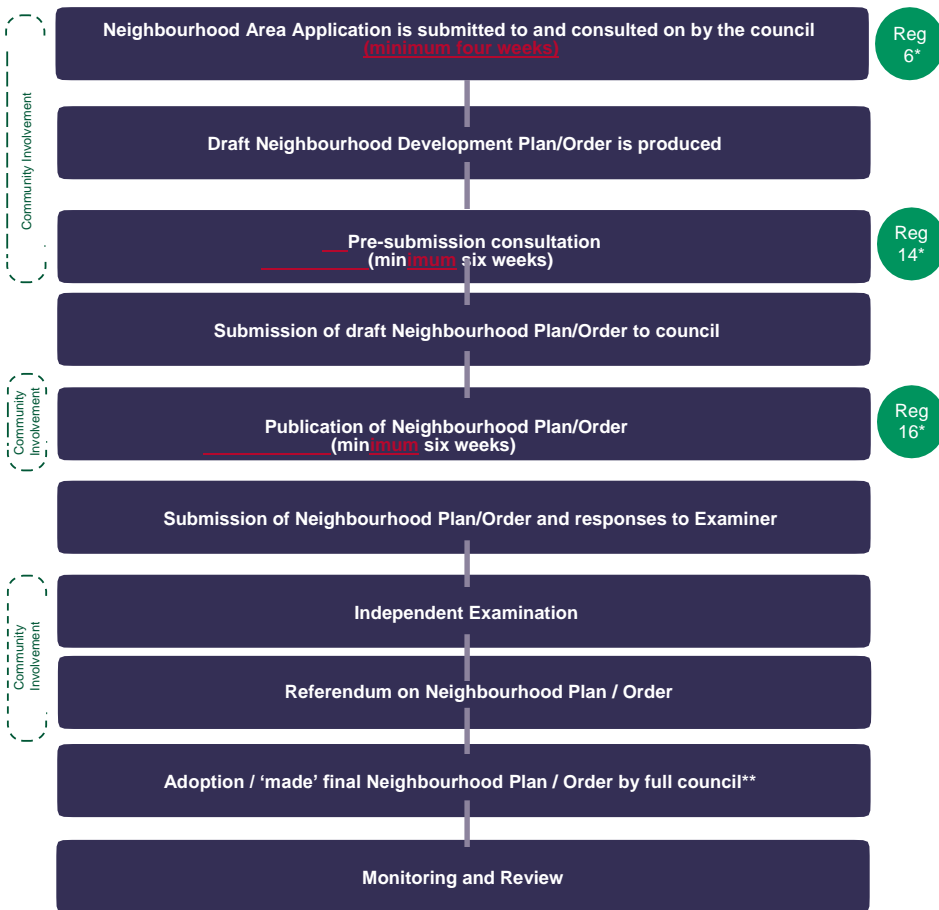 Neighbourhood Area Application is submitted to and consulted on by the council
(minimum four weeks)
Reg
6*
Community Involvement
Draft Neighbourhood Development Plan/Order is produced
Pre-submission consultation
(minimum six weeks)
Reg
14*
Submission of draft Neighbourhood Plan/Order to council
Community
Involvement
Publication of Neighbourhood Plan/Order
(minimum six weeks)
Reg
16*
Submission of Neighbourhood Plan/Order and responses to Examiner
Community
Involvement
Independent Examination
Referendum on Neighbourhood Plan / Order
Adoption / ‘made’ final Neighbourhood Plan / Order by full council**
Monitoring and Review